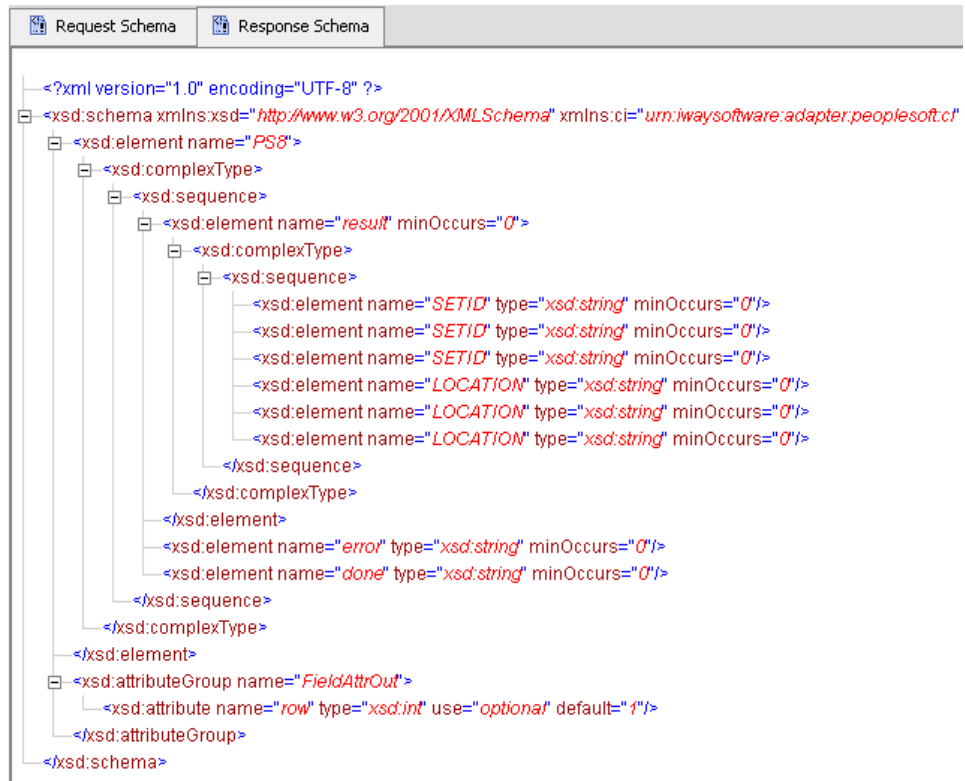 Request Schema
Response Schema
<?xml version="1.0" encoding="UTF-8" ?>
<xsd:schema xmlns:xsd="http://www.w3.org/2001/XMLSchema" xmlns:ci="urn:iwaysoftware:adapter:peoplesoft:ci"
<xsd:element name="PS8">
<xsd:complexType>
<xsd:sequence>
<xsd:element name="result" minOccurs="0">
<xsd:complexType>
<xsd:sequence>
<xsd:element name="SETID" type="xsd:string" minOccurs="0"/>
<xsd:element name="SETID" type="xsd:string" minOccurs="0"/>
<xsd:element name="SETID" type="xsd:string" minOccurs="0"/>
<xsd:element name="LOCATION" type="xsd:string" minOccurs="0"/>
<xsd:element name="LOCATION" type="xsd:string" minOccurs="0"/>
<xsd:element name="LOCATION" type="xsd:string" minOccurs="0"/>
</xsd:sequence>
</xsd:complexType>
</xsd:element>
<xsd:element name="error" type="xsd:string" minOccurs="0"/>
<xsd:element name="done" type="xsd:string" minOccurs="0"/>
</xsd:sequence>
</xsd:complexType>
</xsd:element>
<xsd:attributeGroup name="FieldAttrOut">
<xsd:attribute name="row" type="xsd:int" use="optional" default="1"/>
</xsd:attributeGroup>
</xsd:schema>